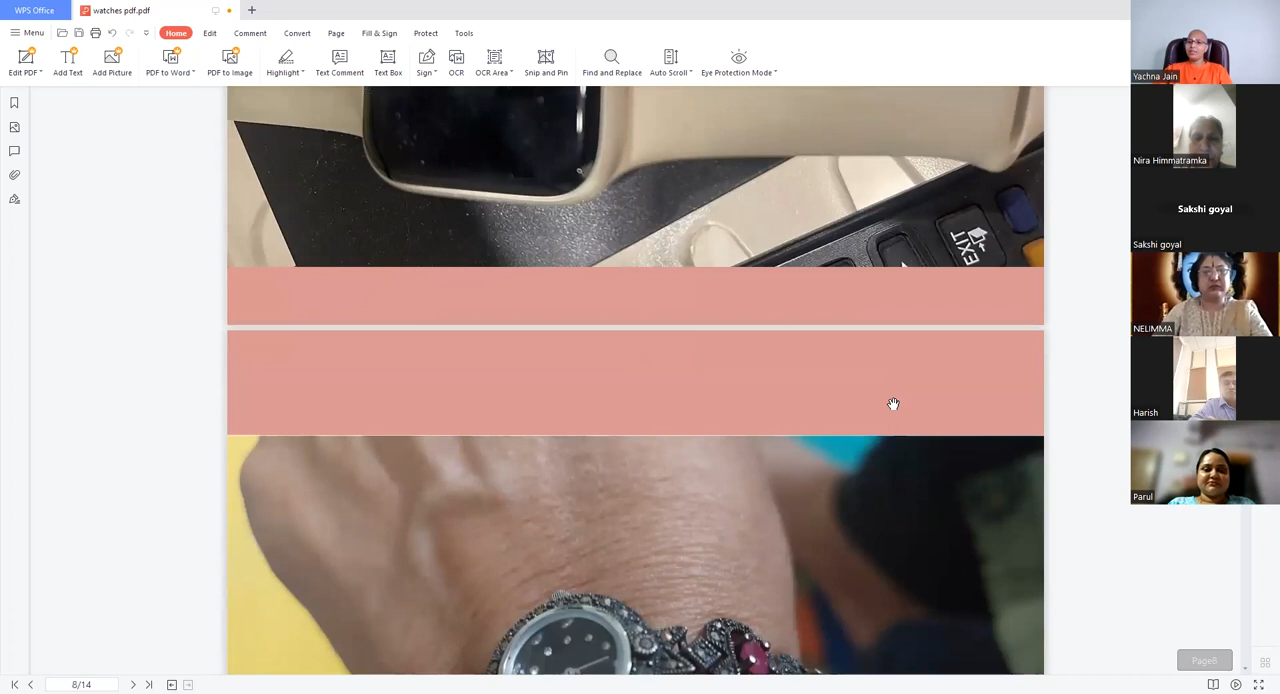 WPS Office
watches pdf.pdf
Menu
Home
Edit
Comment
Convert
Page
Fill & Sign
Protect
Tools
Edit PDF
Add Text
Add Picture
PDF to Word
PDF to Image
Highlight
Text Comment
Text Box
Sign
OCR
OCR Area
Snip and Pin
Find and Replace
Auto Scroll
Eye Protection Mode
EXIT
Yachna Jain
Nira Himmatramka
Sakshi goyal
Sakshi goyal
NELIMMA
Harish
Parul
Page8
8/14